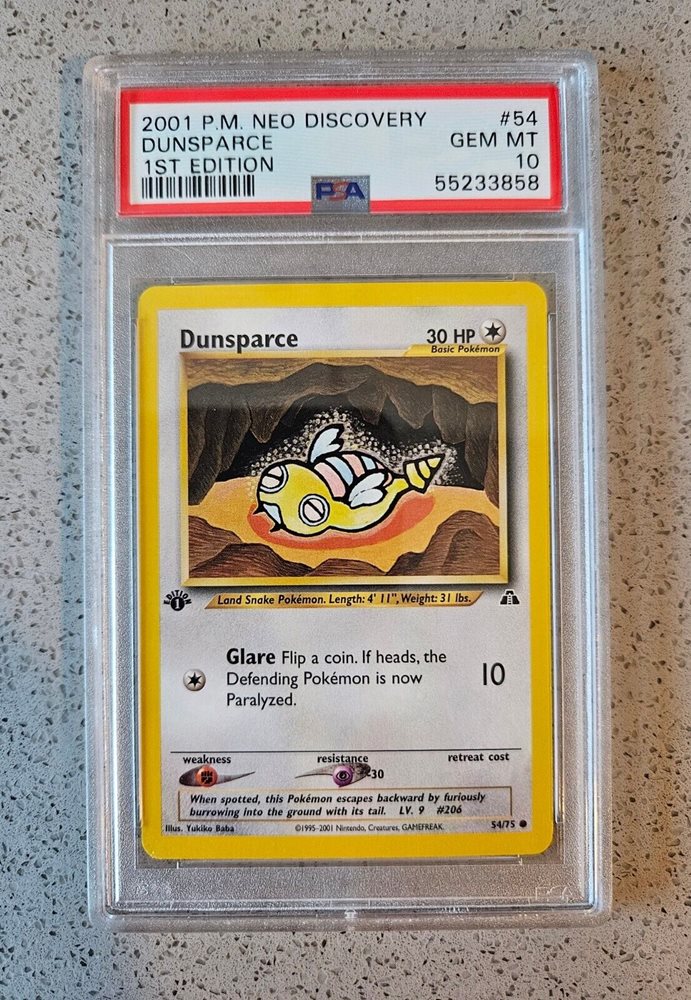 2001 P.M. NEO DISCOVERY #54
DUNSPARCE GEM MT
1ST EDITION 10
PSA 55233858
Dunsparce 30 HP
Basic Pokémon
EDITION
1
Land Snake Pokémon. Length: 4' 11", Weight: 31 lbs.
Glare Flip a coin. If heads, the
Defending Pokémon is now
Paralyzed.
10
weakness resistance retreat cost
-30
When spotted, this Pokémon escapes backward by furiously
burrowing into the ground with its tail. LV. 9 #206
Illus. Yukiko Baba ©1995-2001 Nintendo, Creatures, GAMEFREAK. 54/75